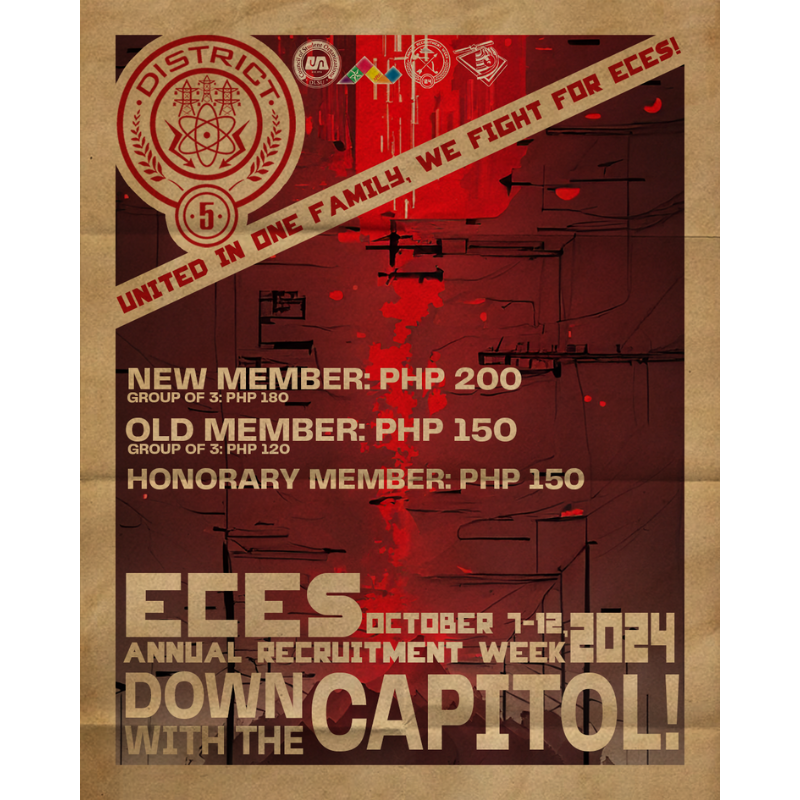 DISTRICT
5
UNITED IN ONE FAMILY, WE FIGHT FOR ECES!
NEW MEMBER: PHP 200
GROUP OF 3: PHP 180
OLD MEMBER: PHP 150
GROUP OF 3: PHP 120
HONORARY MEMBER: PHP 150
ECES OCTOBER 7-12, 2024
ANNUAL RECRUITMENT WEEK
DOWN WITH THE CAPITOL!